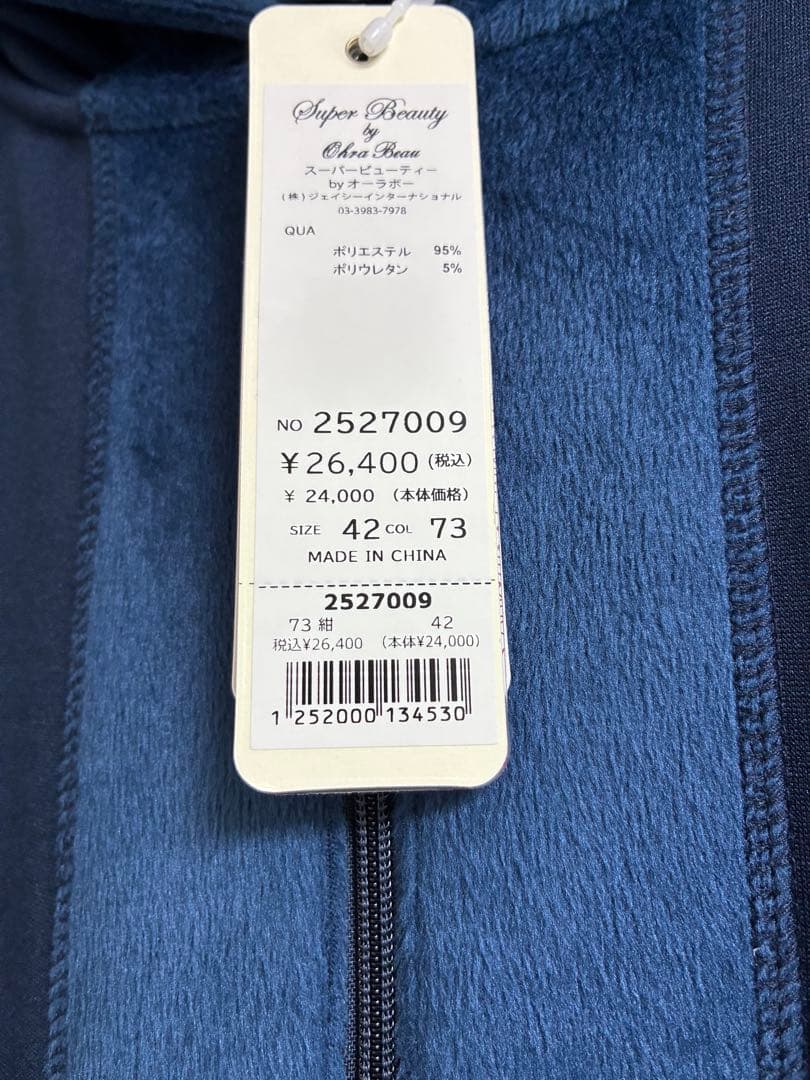 Super Beauty
by
Ohra Beau
スーパービューティー
by オーラボー
(株)ジェイシーインターナショナル
03-3983-7978
QUA
ポリエステル 95%
ポリウレタン 5%
NO 2527009
¥26,400 (税込)
¥ 24,000 (本体価格)
SIZE 42 COL 73
MADE IN CHINA
2527009
73 紺 42
税込¥26,400 (本体¥24,000)
1 252000 134530